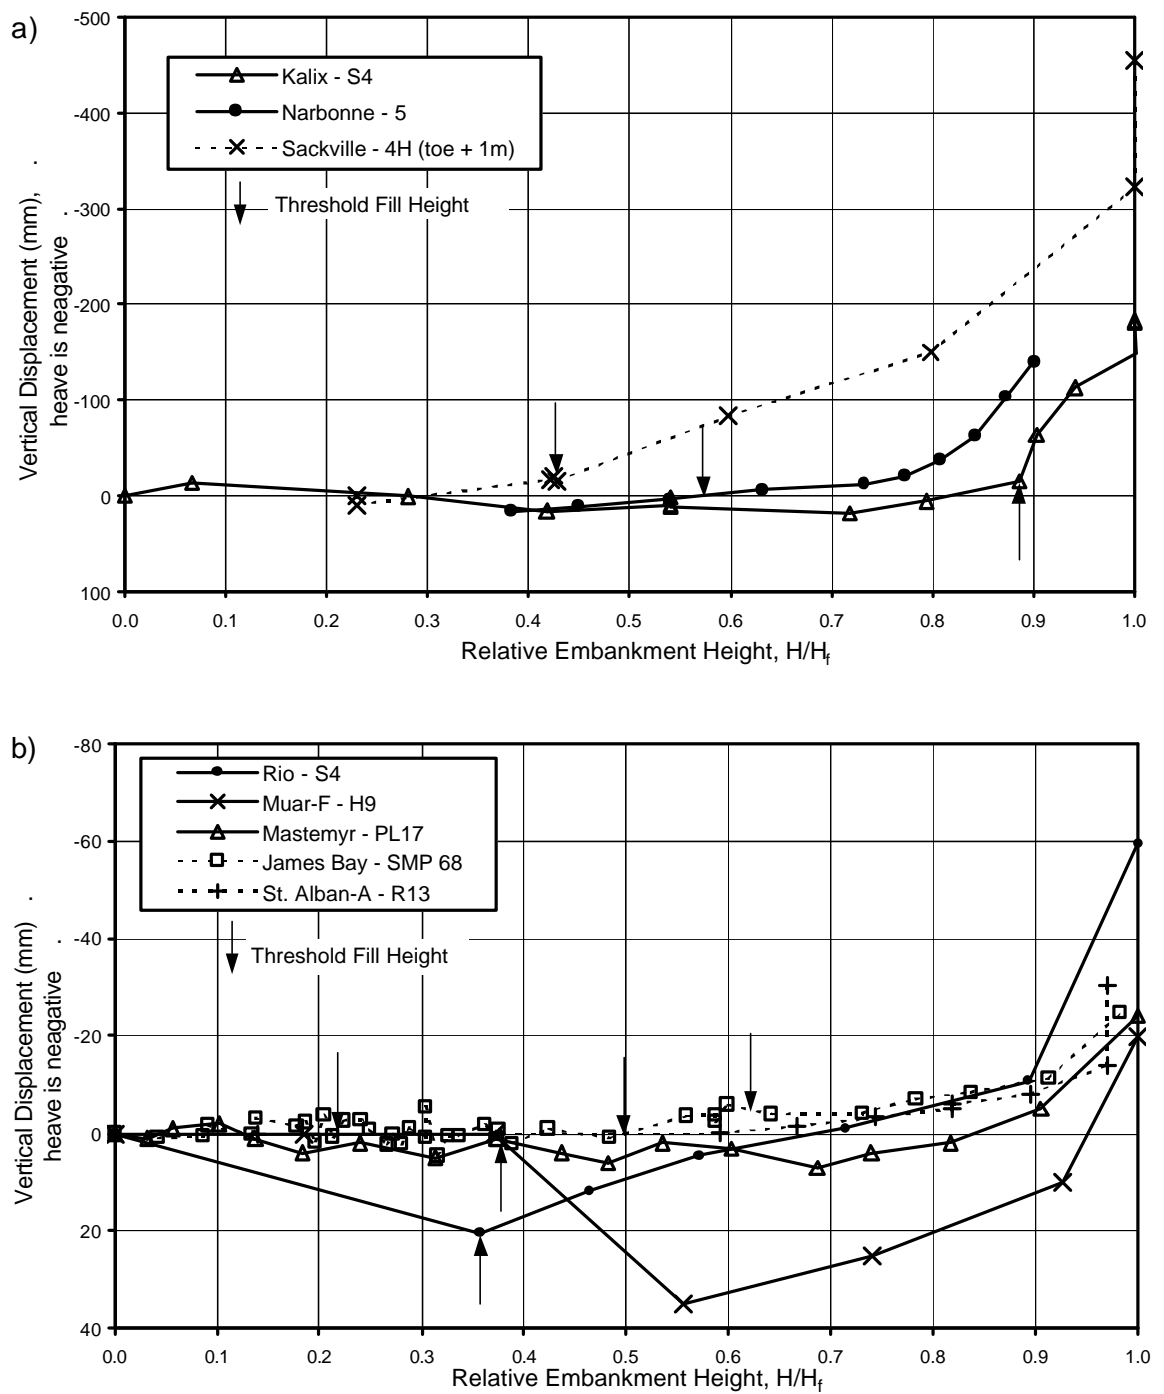 a)
-500
-400
-300
-200
-100
0
100
Vertical Displacement (mm), .
heave is neagative .
Kalix - S4
Narbonne - 5
Sackville - 4H (toe + 1m)
Threshold Fill Height
0.0 0.1 0.2 0.3 0.4 0.5 0.6 0.7 0.8 0.9 1.0
Relative Embankment Height, H/Hf
b)
-80
-60
-40
-20
0
20
40
Vertical Displacement (mm) .
heave is neagative .
Rio - S4
Muar-F - H9
Mastemyr - PL17
James Bay - SMP 68
St. Alban-A - R13
Threshold Fill Height
0.0 0.1 0.2 0.3 0.4 0.5 0.6 0.7 0.8 0.9 1.0
Relative Embankment Height, H/Hf